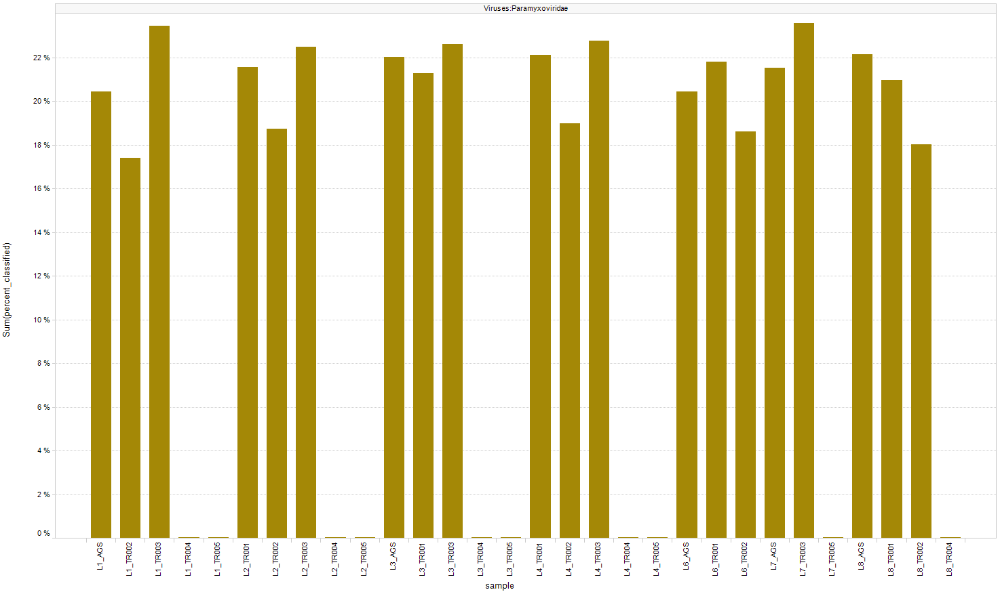 Viruses:Paramyxoviridae
Sum(percent_classified)
22 %
20 %
18 %
16 %
14 %
12 %
10 %
8 %
6 %
4 %
2 %
0 %
L1_AGS
L1_TR002
L1_TR003
L1_TR004
L1_TR005
L2_TR001
L2_TR002
L2_TR003
L2_TR004
L2_TR005
L3_AGS
L3_TR001
L3_TR003
L3_TR004
L3_TR005
L4_TR001
L4_TR002
L4_TR003
L4_TR004
L4_TR005
L6_AGS
L6_TR001
L6_TR002
L7_AGS
L7_TR003
L7_TR005
L8_AGS
L8_TR001
L8_TR002
L8_TR004
sample